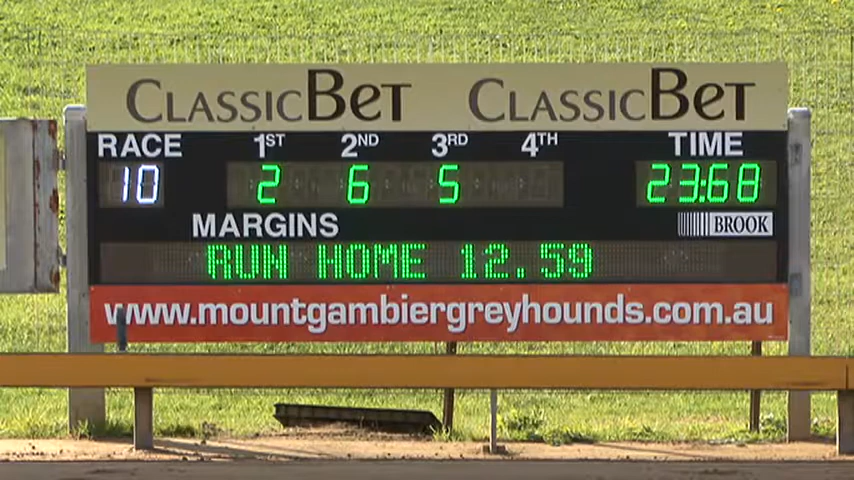 CLASSICBET CLASSICBET
RACE 1ST 2ND 3RD 4TH TIME
10 2 6 5 23:68
MARGINS BROOK
RUN HOME 12.59
www.mountgambiergreyhounds.com.au